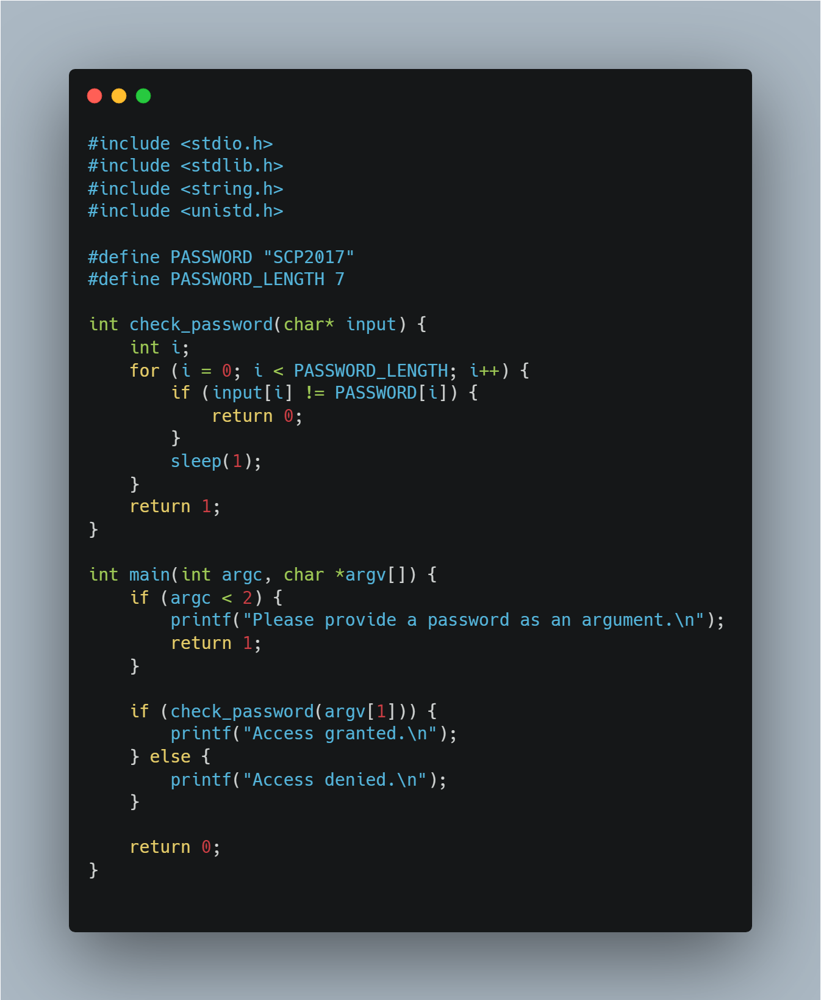 #include <stdio.h>
#include <stdlib.h>
#include <string.h>
#include <unistd.h>

#define PASSWORD "SCP2017"
#define PASSWORD_LENGTH 7

int check_password(char* input) {
    int i;
    for (i = 0; i < PASSWORD_LENGTH; i++) {
        if (input[i] != PASSWORD[i]) {
            return 0;
        }
        sleep(1);
    }
    return 1;
}

int main(int argc, char *argv[]) {
    if (argc < 2) {
        printf("Please provide a password as an argument.\n");
        return 1;
    }

    if (check_password(argv[1])) {
        printf("Access granted.\n");
    } else {
        printf("Access denied.\n");
    }

    return 0;
}